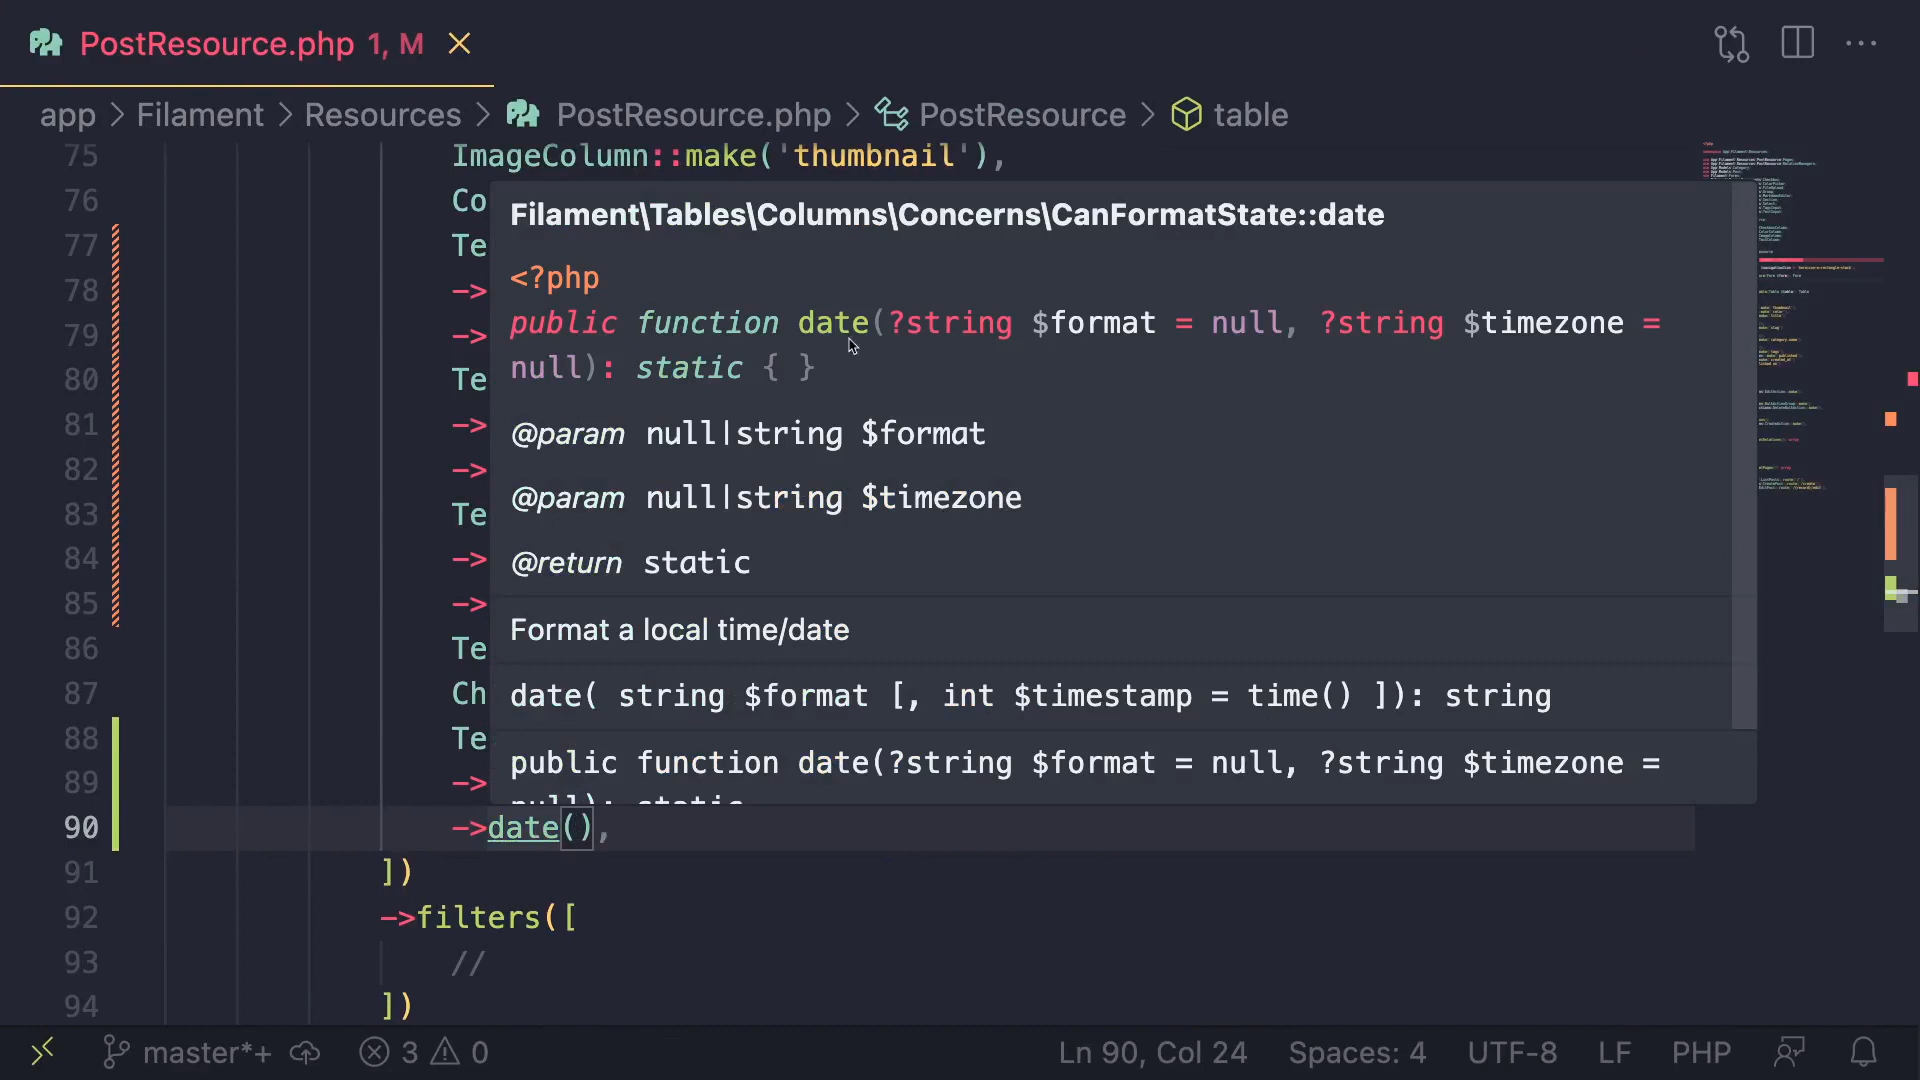 PostResource.php 1, M
app > Filament > Resources > PostResource.php > PostResource > table
75 ImageColumn::make('thumbnail'),
76 Co
Filament\Tables\Columns\Concerns\CanFormatState::date
77 Te
<?php
78 ->
public function date(?string $format = null, ?string $timezone =
79 ->
null): static { }
80 Te
81 ->
@param null|string $format
82 ->
@param null|string $timezone
83 Te
84 ->
@return static
85 ->
Format a local time/date
86 Te
87 Ch
date( string $format [, int $timestamp = time() ]): string
88 Te
public function date(?string $format = null, ?string $timezone =
89 ->
null): static
90 ->date(),
91 ])
92 ->filters([
93 //
94 ])
master*+ 3 0 Ln 90, Col 24 Spaces: 4 UTF-8 LF PHP